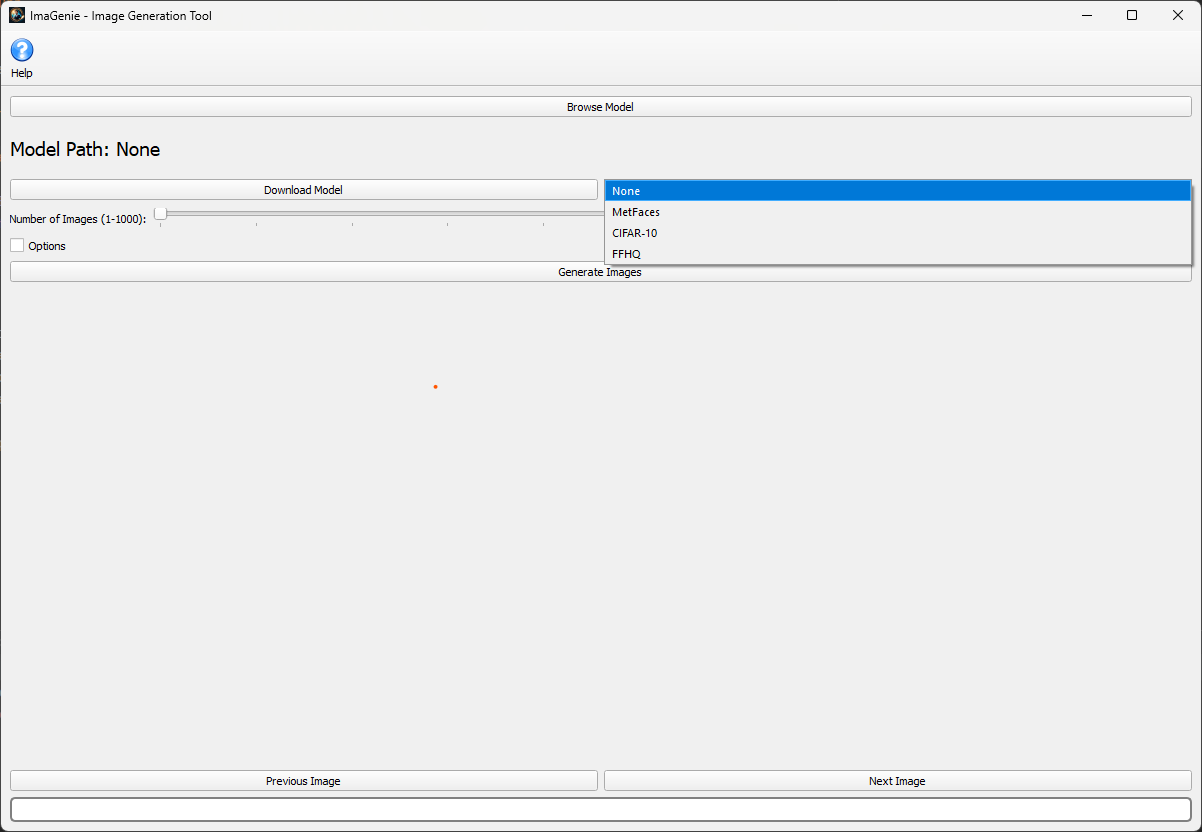 ImaGenie - Image Generation Tool
Help
Browse Model
Model Path: None
Download Model
None
MetFaces
CIFAR-10
FFHQ
Number of Images (1-1000):
Options
Generate Images
Previous Image
Next Image